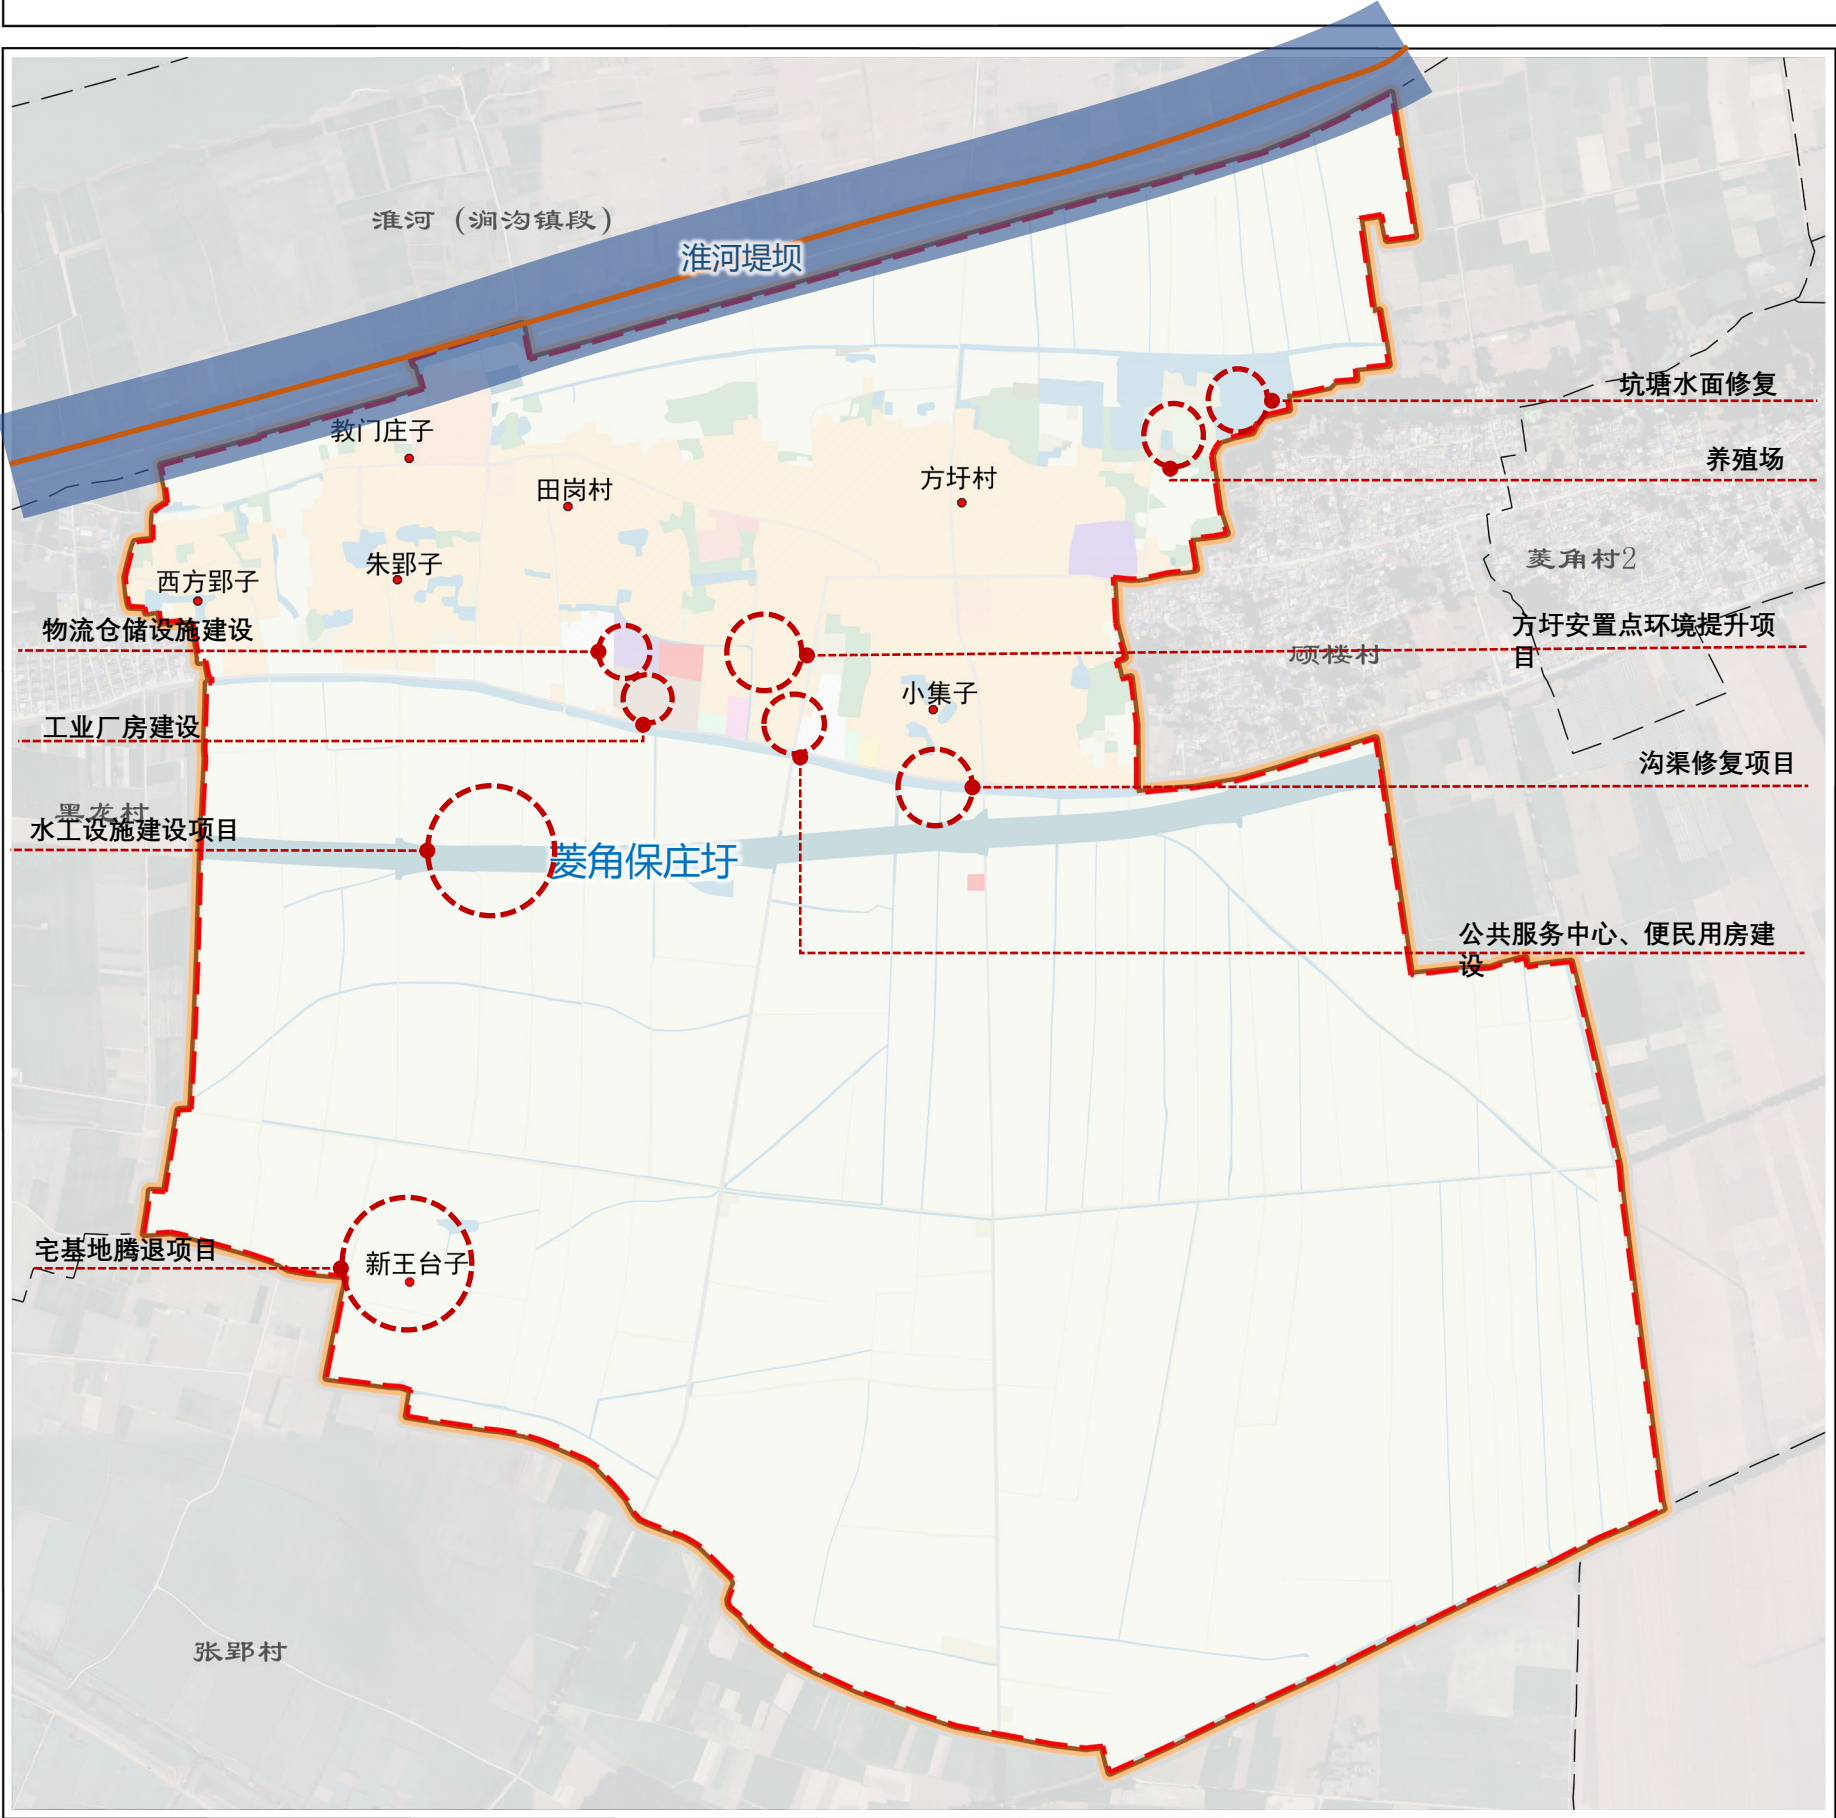 淮河（涧沟镇段）
淮河堤坝
坑塘水面修复
教门庄子
养殖场
方圩村
田岗村
菱角村2
朱郢子
西方郢子
物流仓储设施建设
方圩安置点环境提升项
目
顾楼村
小集子
工业厂房建设
沟渠修复项目
黑龙村
水工设施建设项目
菱角保庄圩
公共服务中心、便民用房建
设
宅基地腾退项目
新王台子
张郢村